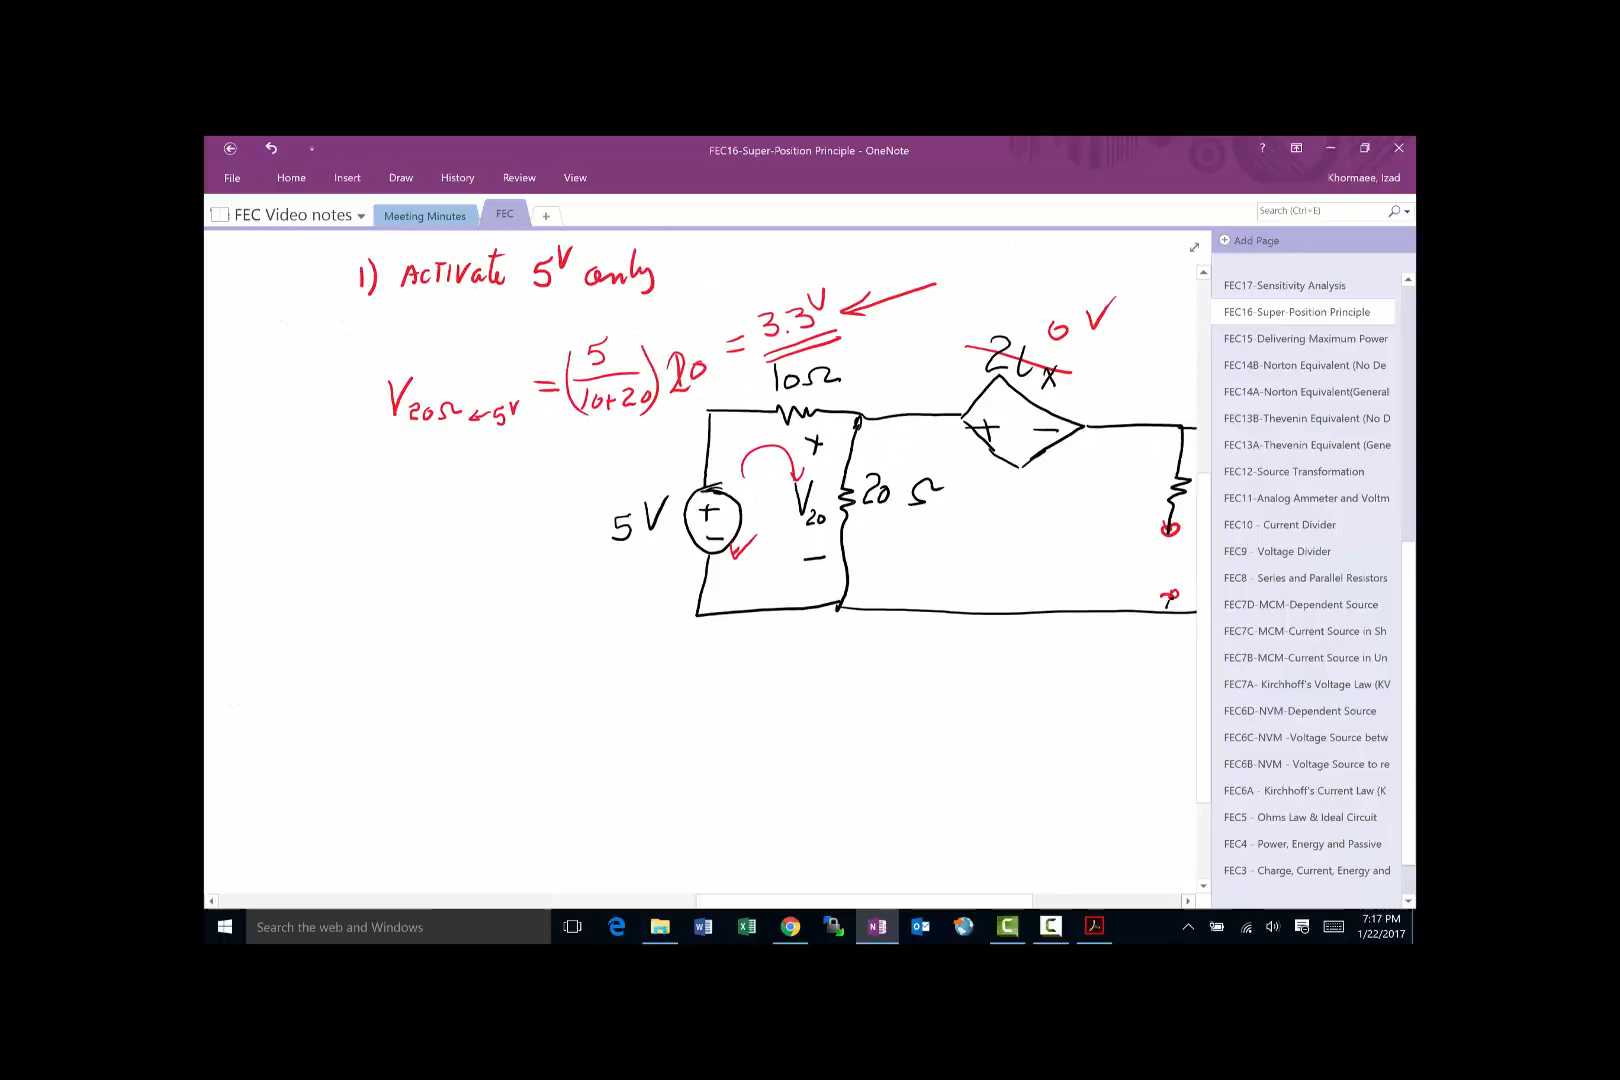 FEC16-Super-Position Principle - OneNote
?
File Home Insert Draw History Review View
Khormaee, Izad
FEC Video notes Meeting Minutes FEC +
Search (Ctrl+E)
Add Page
1) Activate 5V only
V20Ω←5V = (5/(10+20)) 20 = 3.3V
10Ω
2ix 0 V
+ -
+
5 V + - V20 20 Ω
-
FEC17-Sensitivity Analysis
FEC16-Super-Position Principle
FEC15-Delivering Maximum Power
FEC14B-Norton Equivalent (No De
FEC14A-Norton Equivalent(General
FEC13B-Thevenin Equivalent (No D
FEC13A-Thevenin Equivalent (Gene
FEC12-Source Transformation
FEC11-Analog Ammeter and Voltm
FEC10 - Current Divider
FEC9 - Voltage Divider
FEC8 - Series and Parallel Resistors
FEC7D-MCM-Dependent Source
FEC7C-MCM-Current Source in Sh
FEC7B-MCM-Current Source in Un
FEC7A- Kirchhoff's Voltage Law (KV
FEC6D-NVM-Dependent Source
FEC6C-NVM -Voltage Source betw
FEC6B-NVM - Voltage Source to re
FEC6A - Kirchhoff's Current Law (K
FEC5 - Ohms Law & Ideal Circuit
FEC4 - Power, Energy and Passive
FEC3 - Charge, Current, Energy and
Search the web and Windows
7:17 PM
1/22/2017